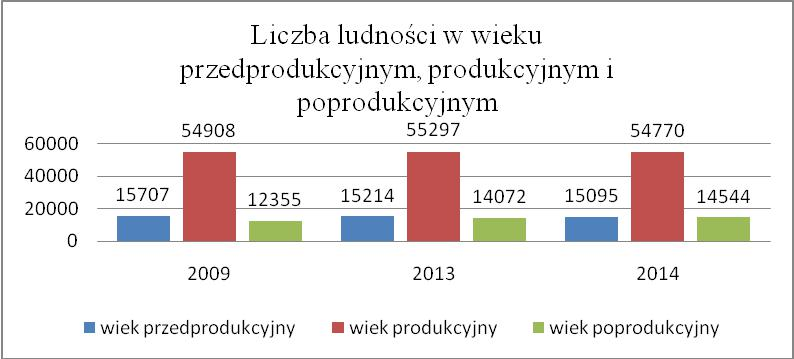 Liczba ludności w wieku
przedprodukcyjnym, produkcyjnym i
poprodukcyjnym
54908 55297 54770
60000
40000
15707 12355 15214 14072 15095 14544
20000
0
2009 2013 2014
wiek przedprodukcyjny wiek produkcyjny wiek poprodukcyjny